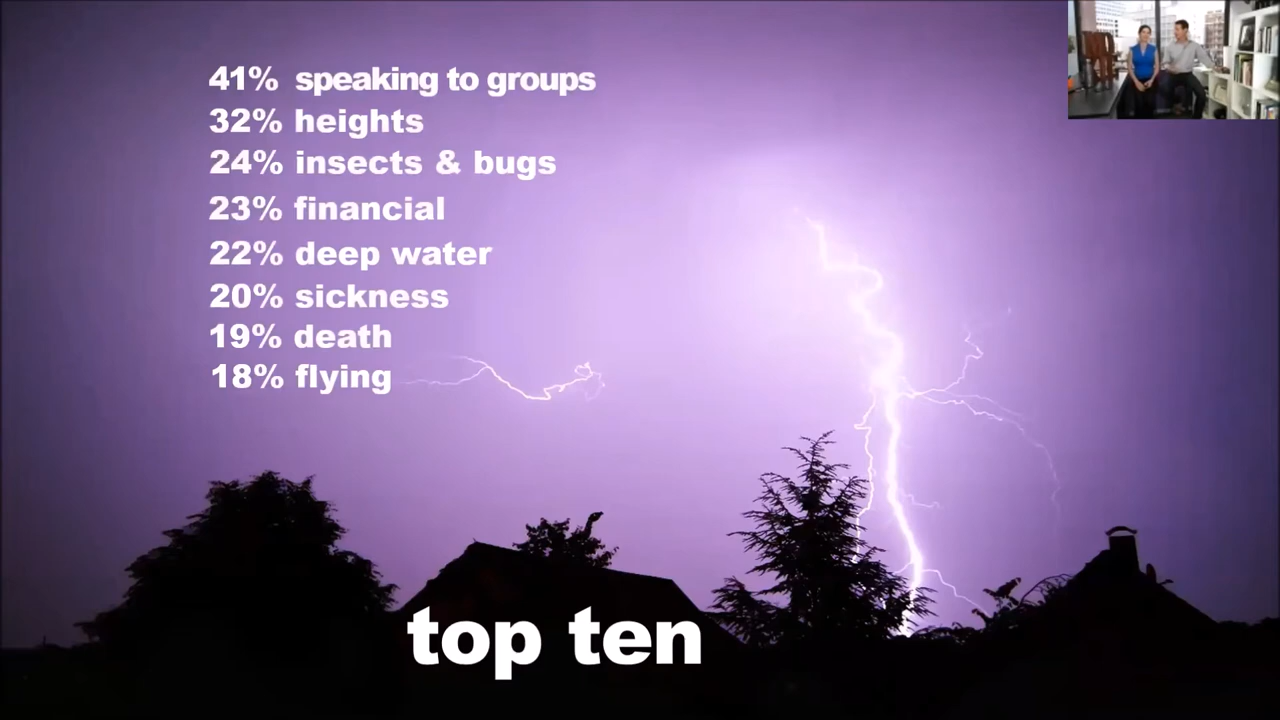 41% speaking to groups
32% heights
24% insects & bugs
23% financial
22% deep water
20% sickness
19% death
18% flying
top ten